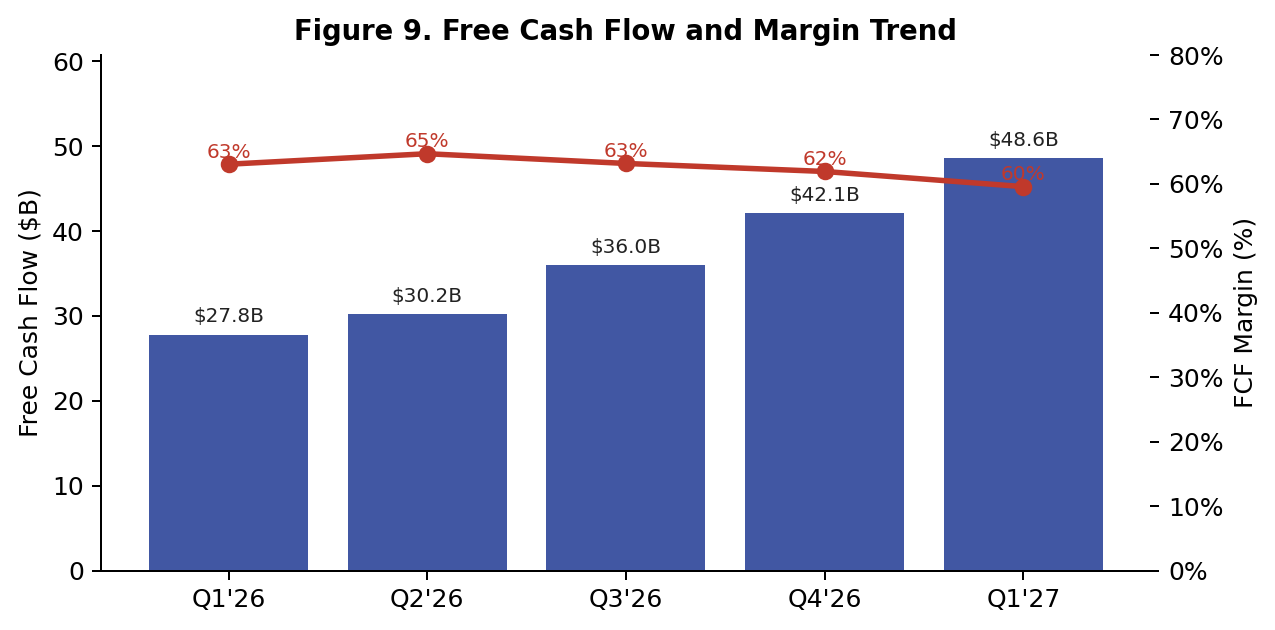 Figure 9. Free Cash Flow and Margin Trend
Free Cash Flow ($B)
60
50
40
30
20
10
0
63%
65%
63%
62%
60%
$27.8B
$30.2B
$36.0B
$42.1B
$48.6B
80%
70%
60%
50%
40%
30%
20%
10%
0%
FCF Margin (%)
Q1'26
Q2'26
Q3'26
Q4'26
Q1'27